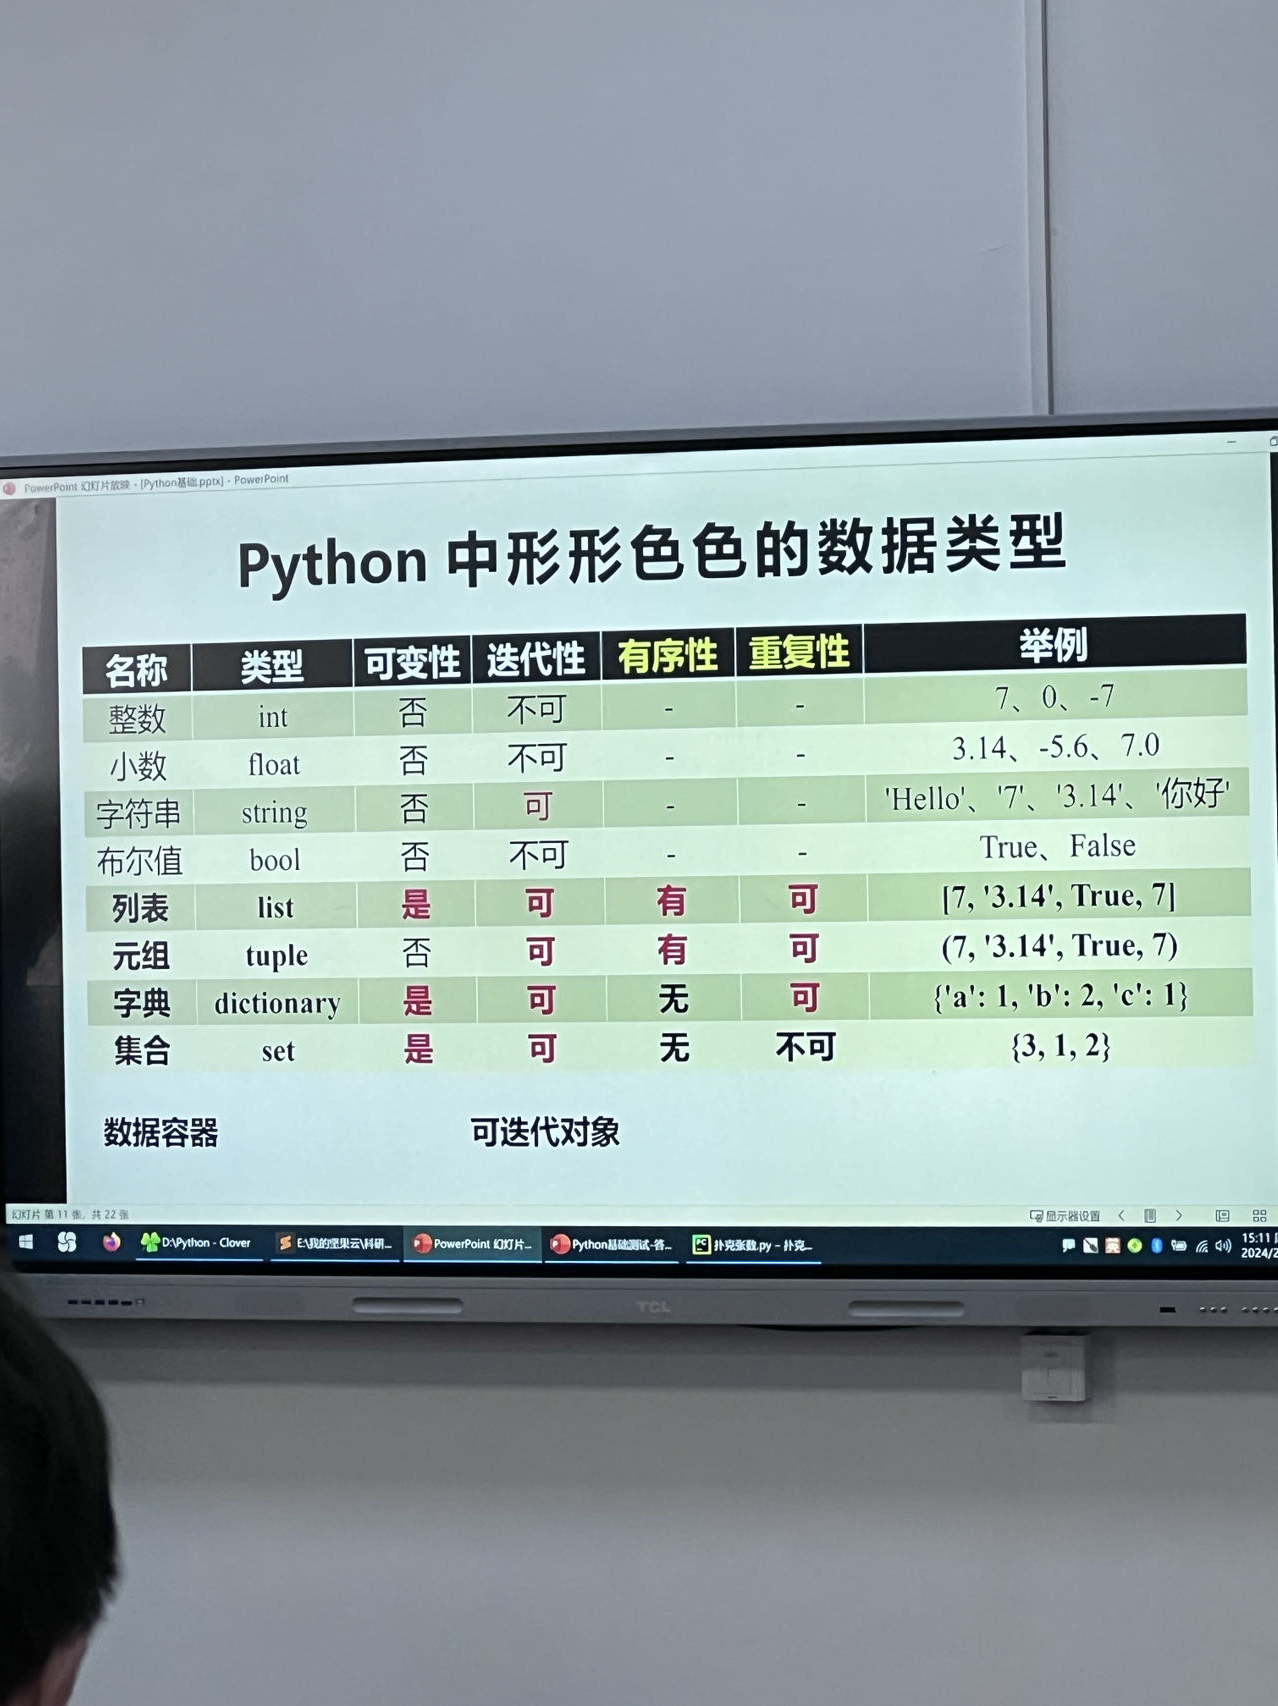 PowerPoint 幻灯片放映 - [Python基础.pptx] - PowerPoint
Python 中形形色色的数据类型
名称 类型 可变性 迭代性 有序性 重复性 举例
整数 int 否 不可 - - 7、0、-7
小数 float 否 不可 - - 3.14、-5.6、7.0
字符串 string 否 可 - - 'Hello'、'7'、'3.14'、'你好'
布尔值 bool 否 不可 - - True、False
列表 list 是 可 有 可 [7, '3.14', True, 7]
元组 tuple 否 可 有 可 (7, '3.14', True, 7)
字典 dictionary 是 可 无 可 {'a': 1, 'b': 2, 'c': 1}
集合 set 是 可 无 不可 {3, 1, 2}
数据容器 可迭代对象
幻灯片 第 11 张，共 22 张 显示器设置
D:\Python - Clover E:\我的坚果云\科研... PowerPoint 幻灯片... Python基础测试-答... 扑克张数.py – 扑克... 英 15:11
2024/2
TCL